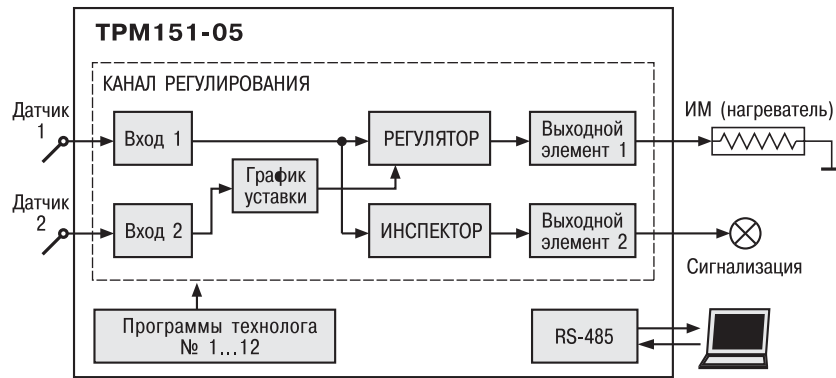 ТРМ151-05
КАНАЛ РЕГУЛИРОВАНИЯ
Датчик
1
Вход 1
РЕГУЛЯТОР
Выходной
элемент 1
ИМ (нагреватель)
График
уставки
Датчик
2
Вход 2
ИНСПЕКТОР
Выходной
элемент 2
Сигнализация
Программы технолога
№ 1...12
RS-485